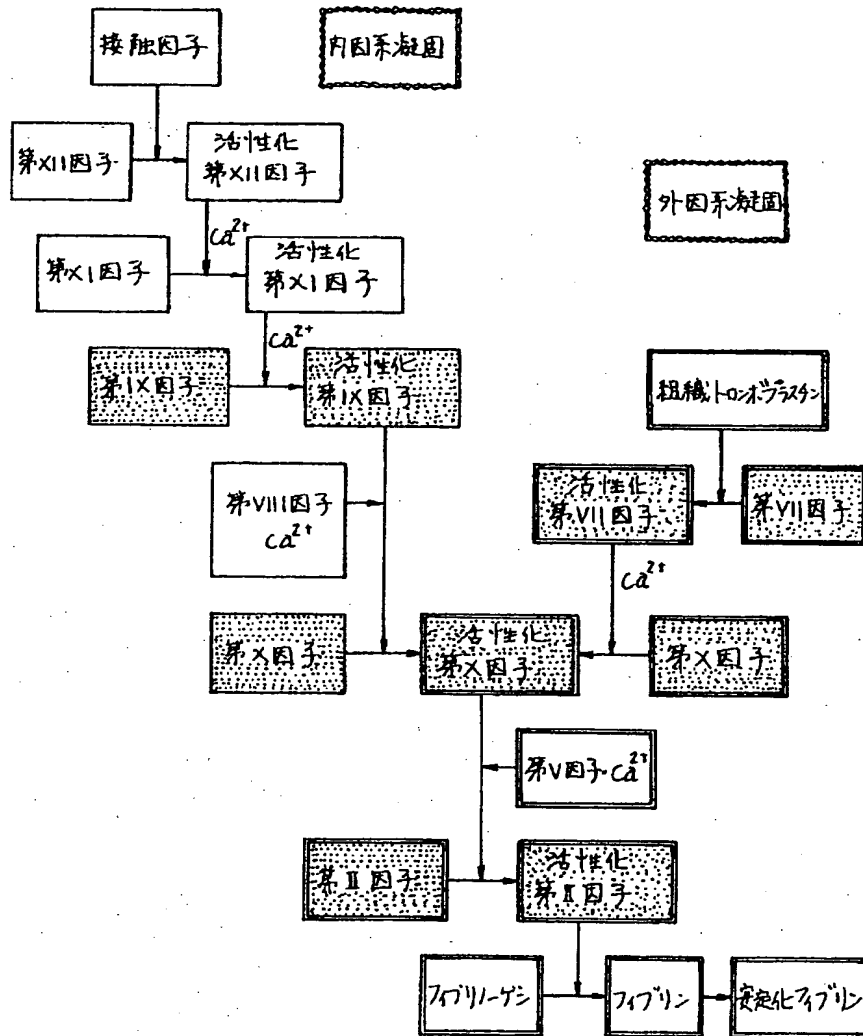 接触因子
内因系凝固
第XII因子
活性化
第XII因子
外因系凝固
Ca²⁺
第XI因子
活性化
第XI因子
Ca²⁺
第IX因子
活性化
第IX因子
組織トロンボプラスチン
第VIII因子
Ca²⁺
活性化
第VII因子
第VII因子
Ca²⁺
第X因子
活性化
第X因子
第X因子
第V因子・Ca²⁺
第II因子
活性化
第II因子
フィブリノーゲン
フィブリン
安定化フィブリン